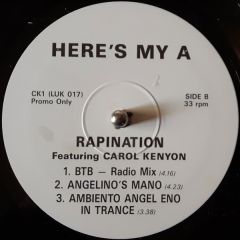 HERE'S MY A
CK1 (LUK 017)
Promo Only
SIDE B
33 rpm
RAPINATION
Featuring CAROL KENYON
1. BTB – Radio Mix (4.16)
2. ANGELINO'S MANO (4.23)
3. AMBIENTO ANGEL ENO
IN TRANCE (3.38)